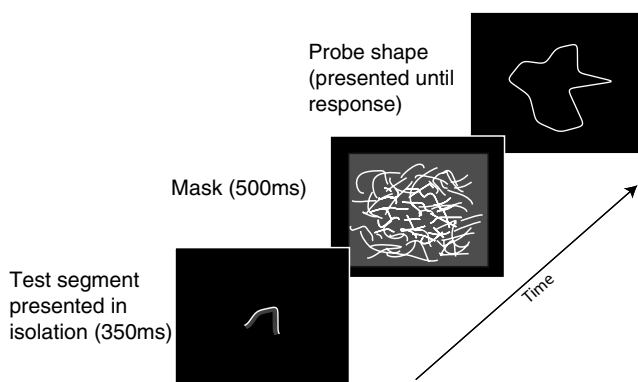 Probe shape
(presented until
response)
Mask (500ms)
Test segment
presented in
isolation (350ms)
Time